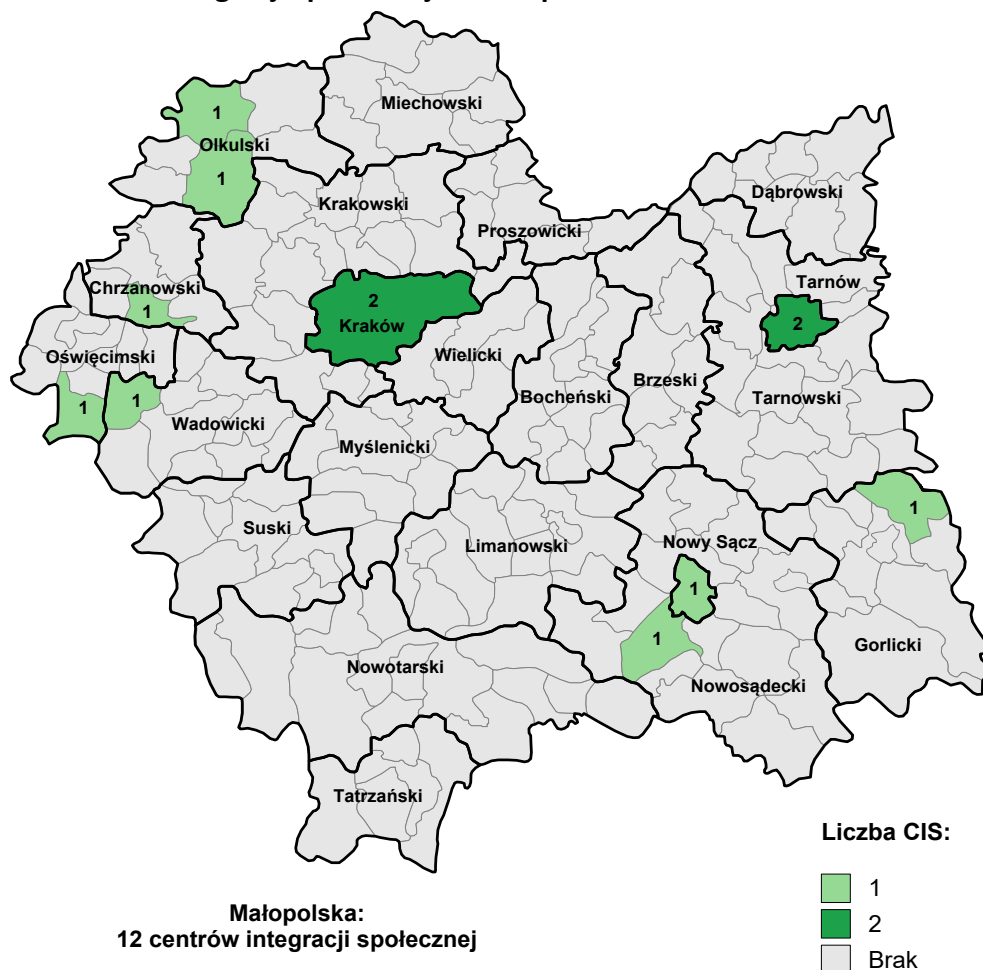 Miechowski
1
Olkulski
1
Dąbrowski
Krakowski
Proszowicki
Tarnów
Chrzanowski
1
2
Kraków
2
Oświęcimski
Wielicki
Brzeski
Bocheński
Tarnowski
1
1
Wadowicki
Myślenicki
1
Suski
Limanowski
Nowy Sącz
1
1
Gorlicki
Nowotarski
Nowosądecki
Tatrzański
Liczba CIS:
1
2
Brak
Małopolska:
12 centrów integracji społecznej